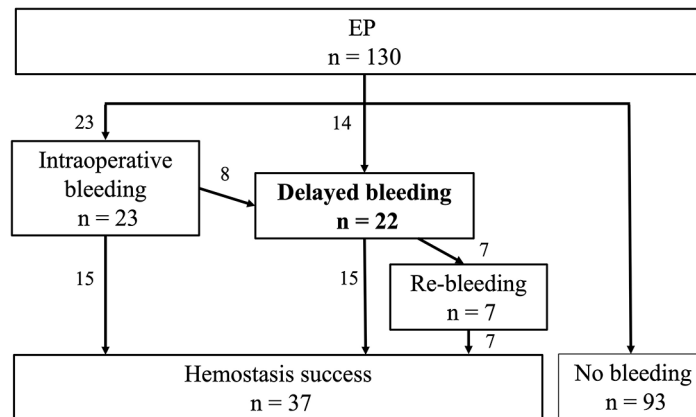 EP
n = 130
23
14
Intraoperative
bleeding
n = 23
8
Delayed bleeding
n = 22
15
15
7
Re-bleeding
n = 7
7
Hemostasis success
n = 37
No bleeding
n = 93